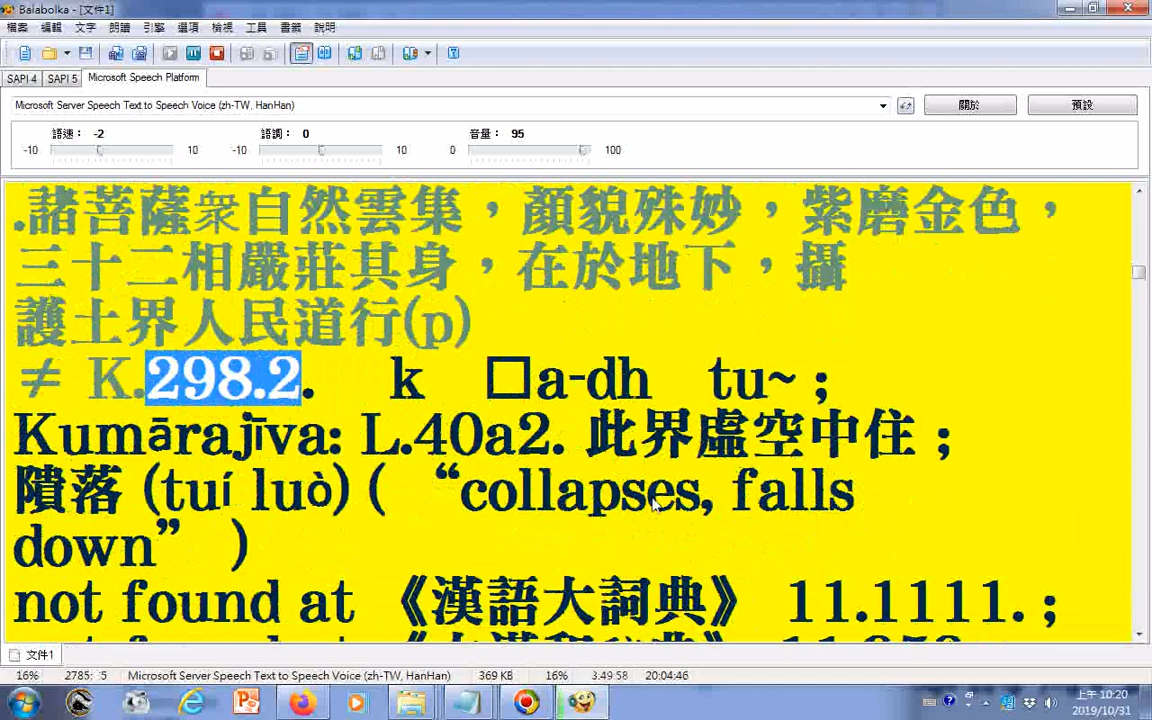 Balabolka - [文件1]
檔案 編輯 文字 朗讀 引擎 選項 檢視 工具 書籤 說明
SAPI 4 SAPI 5 Microsoft Speech Platform
Microsoft Server Speech Text to Speech Voice (zh-TW, HanHan) 關於 預設
語速： -2 語調： 0 音量： 95
-10 10 -10 10 0 100
.諸菩薩衆自然雲集，顏貌殊妙，紫磨金色，
三十二相嚴莊其身，在於地下，攝
護土界人民道行(p)
≠ K.298.2. k □a-dh tu~ ;
Kumārajīva: L.40a2. 此界虛空中住；
隤落 (tuí luò) ( “collapses, falls
down” )
not found at 《漢語大詞典》 11.1111. ;
文件1
16% 2785: 5 Microsoft Server Speech Text to Speech Voice (zh-TW, HanHan) 369 KB 16% 3.49 58 20:04:46
上午 10:20
2019/10/31